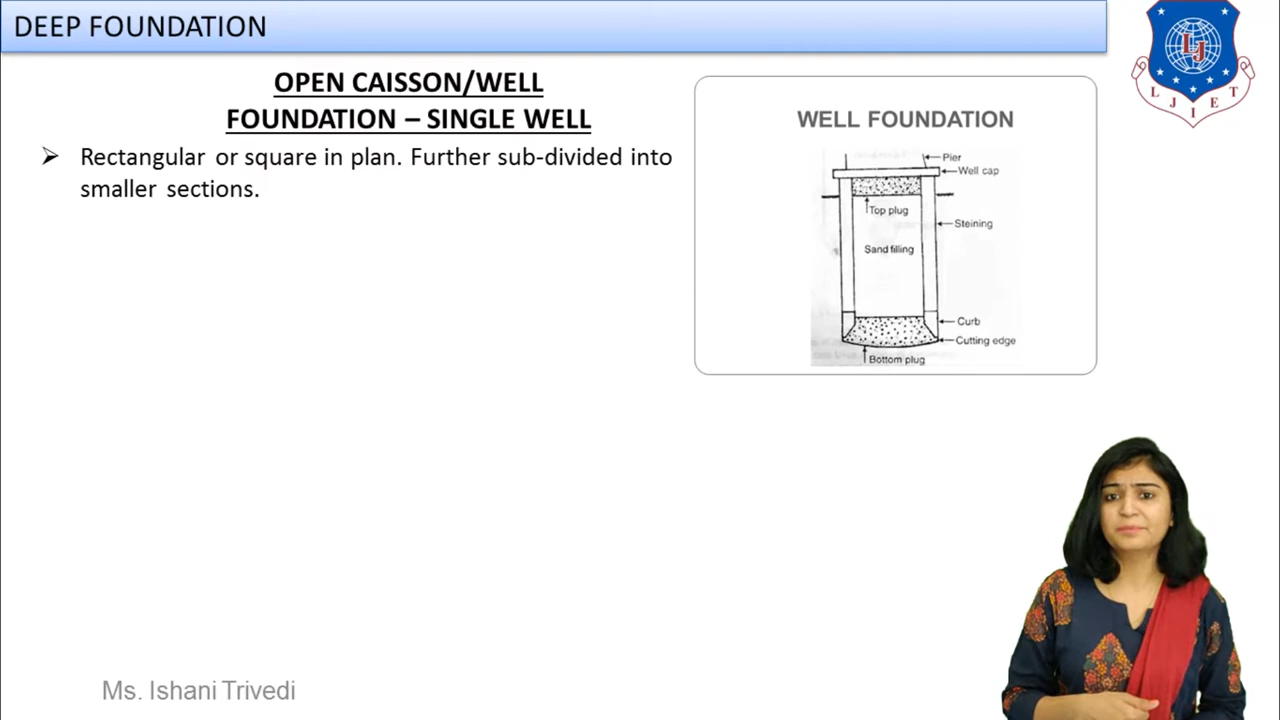 DEEP FOUNDATION
OPEN CAISSON/WELL
FOUNDATION – SINGLE WELL
➢ Rectangular or square in plan. Further sub-divided into
smaller sections.
WELL FOUNDATION
Pier
Well cap
Top plug
Steining
Sand filling
Curb
Cutting edge
Bottom plug
LJ
L J I E T
Ms. Ishani Trivedi